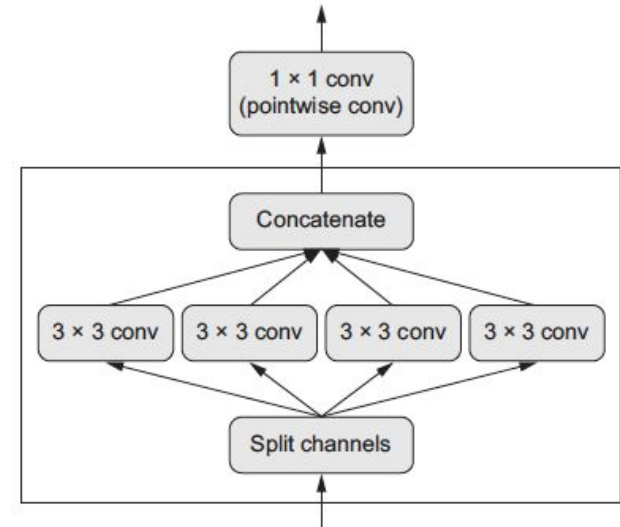 1 × 1 conv
(pointwise conv)
Concatenate
3 × 3 conv
3 × 3 conv
3 × 3 conv
3 × 3 conv
Split channels